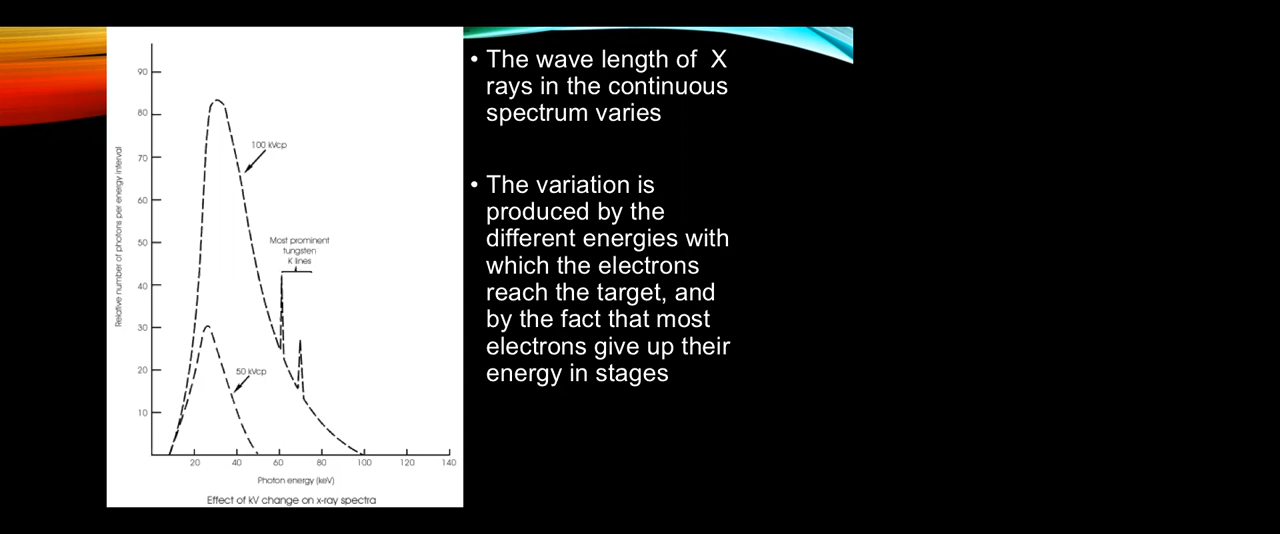 90
80
70
60
50
40
30
20
10
Relative number of photons per energy interval
100 kVcp
Most prominent
tungsten
K lines
50 kVcp
20 40 60 80 100 120 140
Photon energy (keV)
Effect of kV change on x-ray spectra
• The wave length of X
rays in the continuous
spectrum varies
• The variation is
produced by the
different energies with
which the electrons
reach the target, and
by the fact that most
electrons give up their
energy in stages